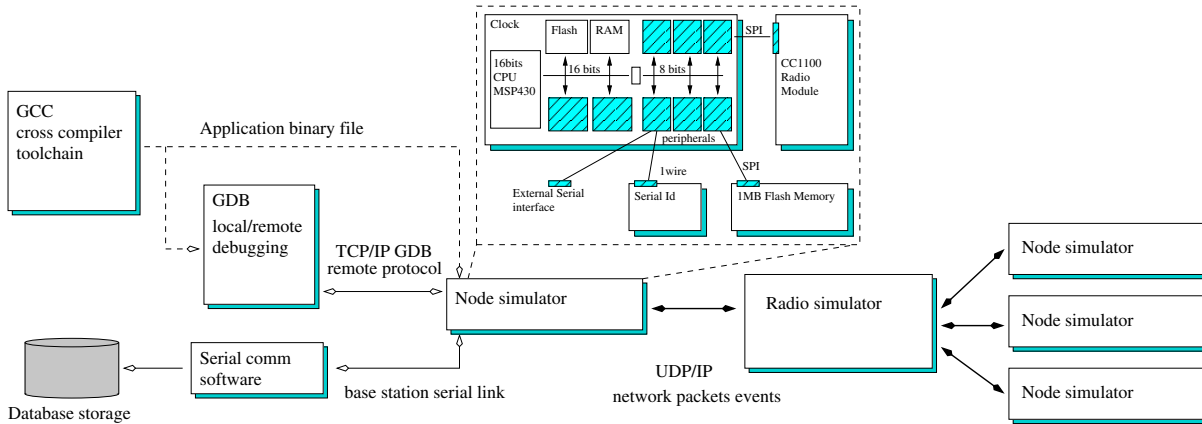 Clock
Flash
RAM
SPI
16bits
CPU
MSP430
16 bits
8 bits
CC1100
Radio
Module
peripherals
SPI
1wire
External Serial
interface
Serial Id
1MB Flash Memory
GCC
cross compiler
toolchain
Application binary file
GDB
local/remote
debugging
TCP/IP GDB
remote protocol
Node simulator
Radio simulator
Node simulator
Node simulator
Node simulator
Serial comm
software
base station serial link
UDP/IP
network packets events
Database storage